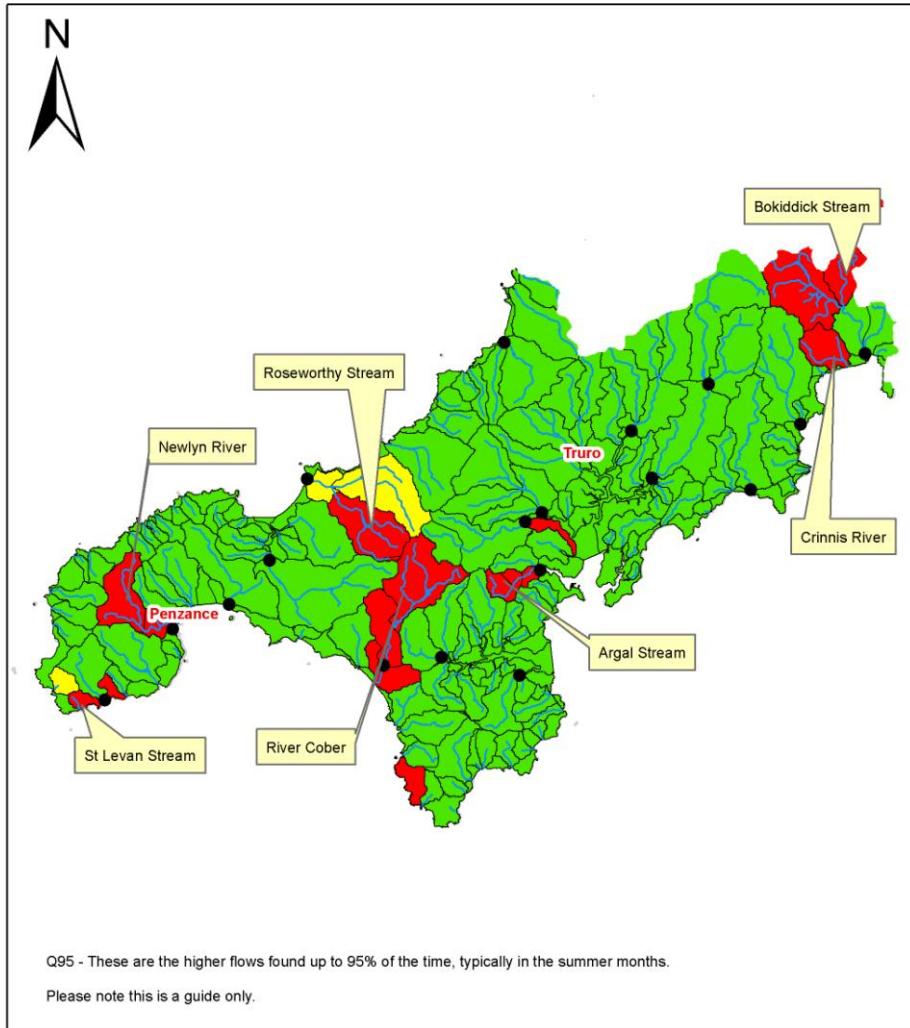 N
Bokiddick Stream
Roseworthy Stream
Newlyn River
Truro
Crinnis River
Penzance
Argal Stream
River Cober
St Levan Stream
Q95 - These are the higher flows found up to 95% of the time, typically in the summer months.
Please note this is a guide only.